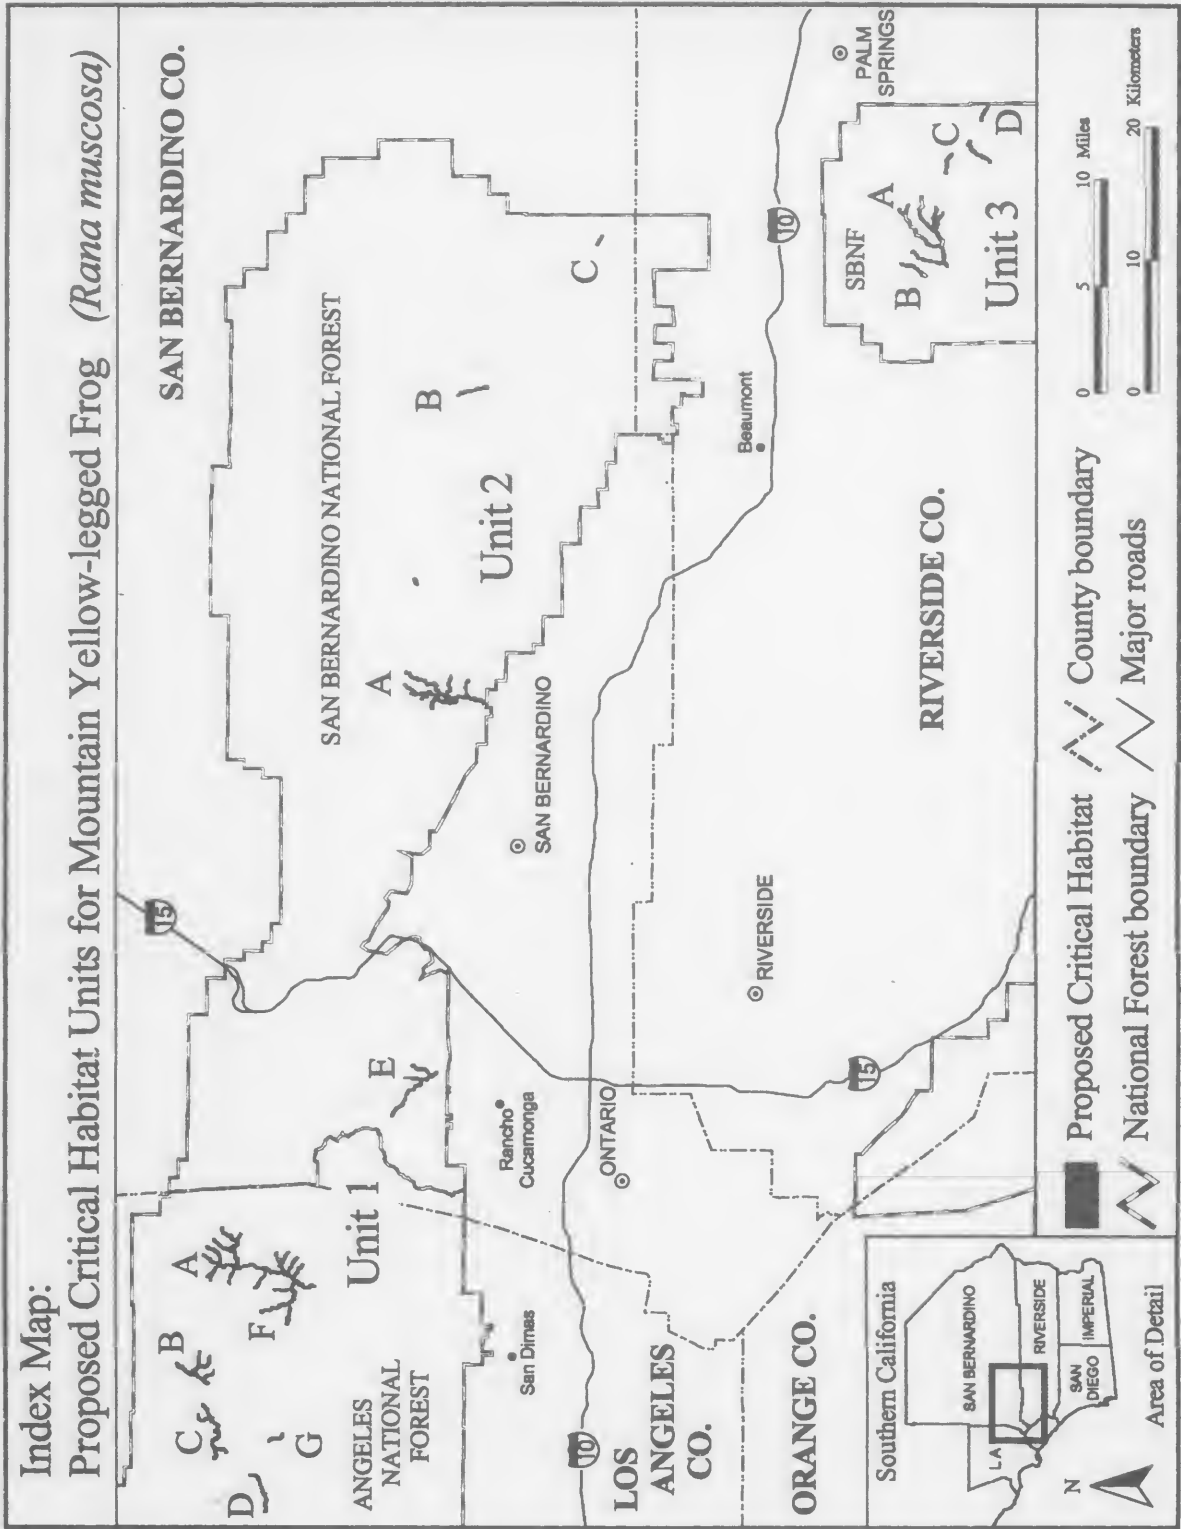 Index Map:
Proposed Critical Habitat Units for Mountain Yellow-legged Frog (Rana muscosa)
SAN BERNARDINO CO.
15
A
B
C
D
E
F
G
Unit 1
ANGELES
NATIONAL
FOREST
SAN BERNARDINO NATIONAL FOREST
A
B
C
Unit 2
SAN BERNARDINO
Rancho
Cucamonga
San Dimas
ONTARIO
10
LOS
ANGELES
CO.
ORANGE CO.
RIVERSIDE
15
RIVERSIDE CO.
Beaumont
10
PALM
SPRINGS
SBNF
A
B
C
D
Unit 3
Southern California
SAN BERNARDINO
LA
RIVERSIDE
SAN
DIEGO
IMPERIAL
N
Area of Detail
Proposed Critical Habitat
County boundary
National Forest boundary
Major roads
0 5 10 Miles
0 10 20 Kilometers